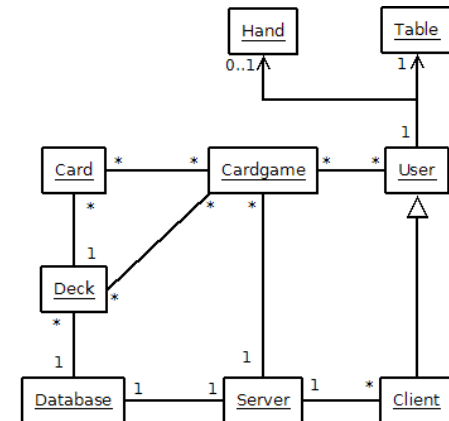 Hand
Table
0..1
1
1
Card
*
*
Cardgame
*
*
User
*
*
*
1
Deck
*
*
1
1
Database
1
1
Server
1
*
Client